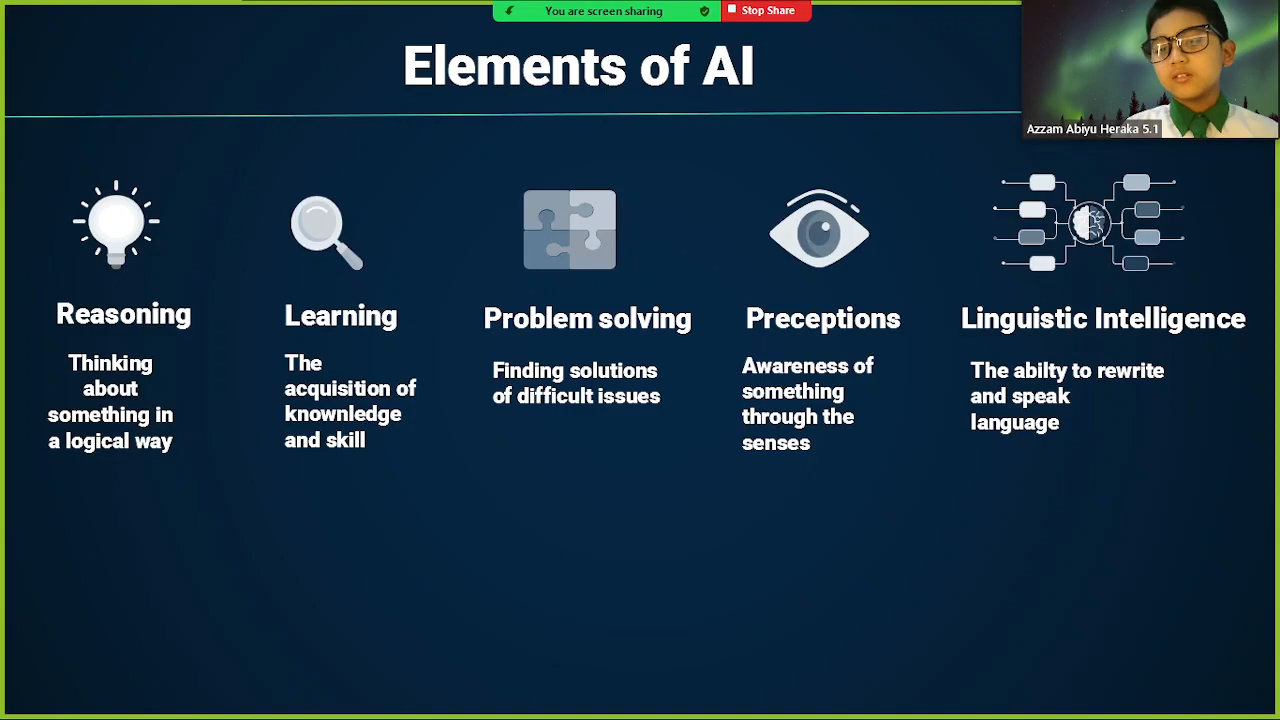 You are screen sharing
Stop Share
Elements of AI
Azzam Abiyu Heraka 5.1
Reasoning
Thinking
about
something in
a logical way
Learning
The
acquisition of
knownledge
and skill
Problem solving
Finding solutions
of difficult issues
Preceptions
Awareness of
something
through the
senses
Linguistic Intelligence
The abilty to rewrite
and speak
language